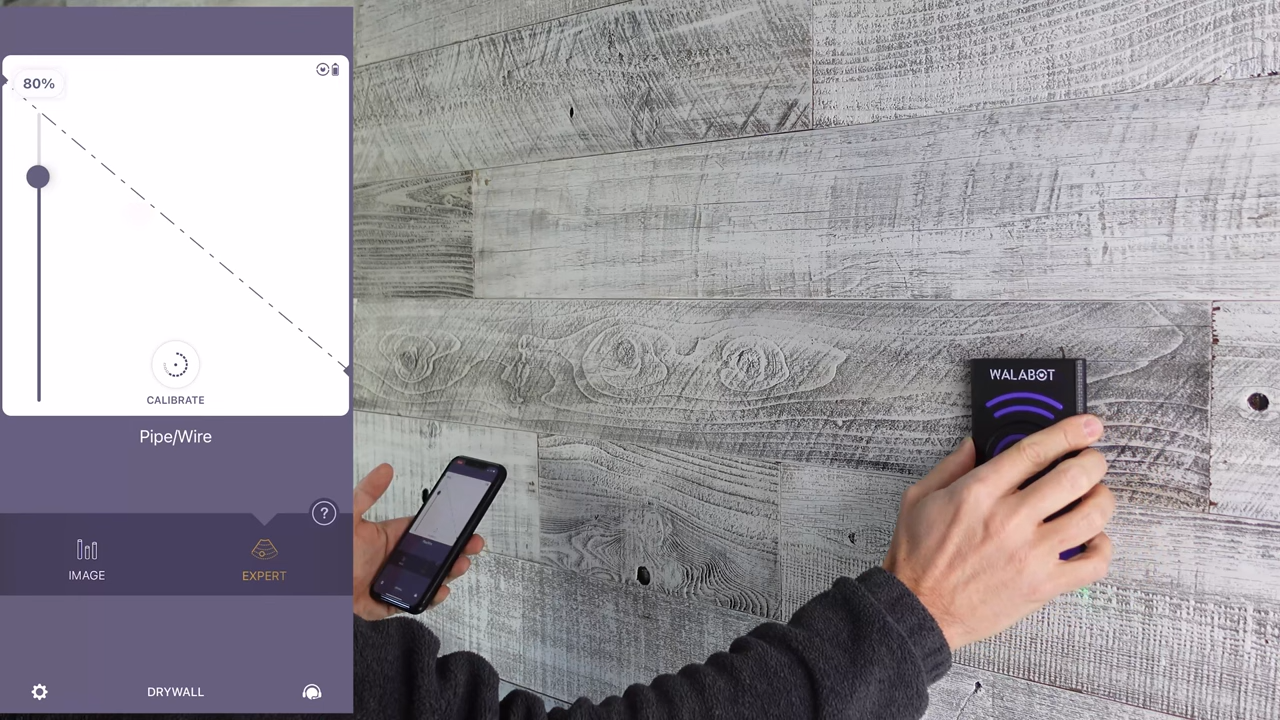 80%
CALIBRATE
Pipe/Wire
?
IMAGE
EXPERT
DRYWALL
WALABOT